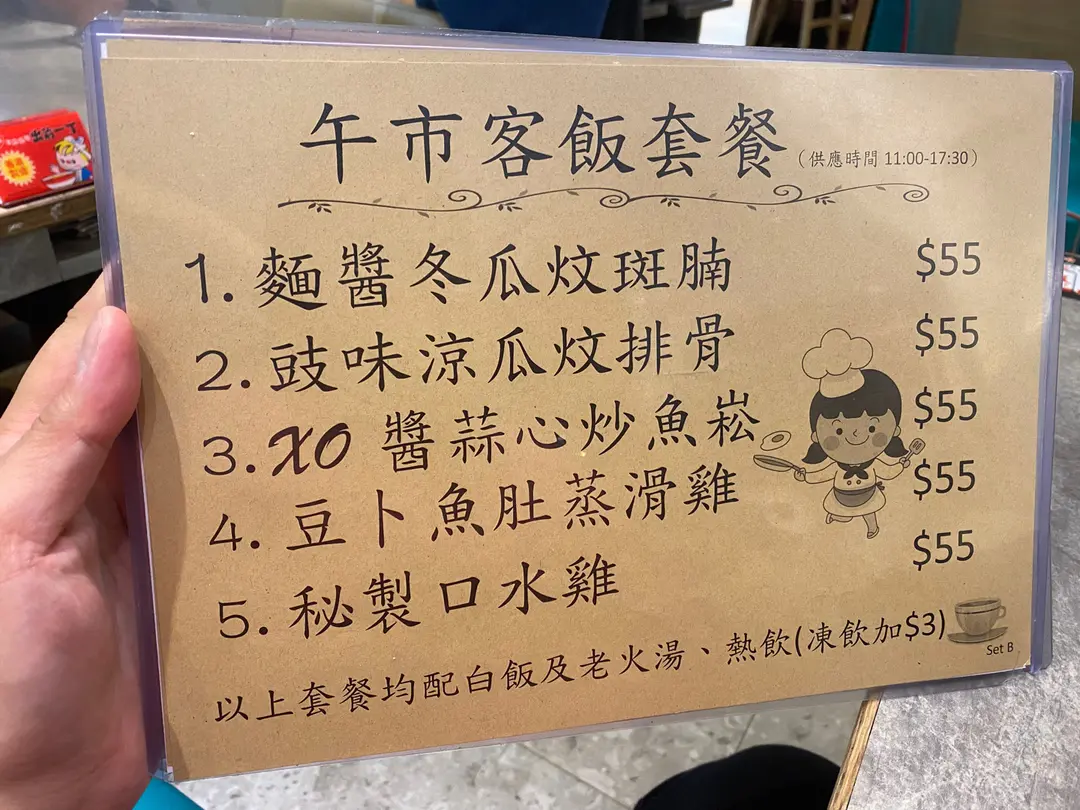 午市客飯套餐(供應時間 11:00-17:30)
1. 麵醬冬瓜炆斑腩 $55
2. 豉味涼瓜炆排骨 $55
3. XO 醬蒜心炒魚崧 $55
4. 豆卜魚肚蒸滑雞 $55
5. 秘製口水雞 $55
以上套餐均配白飯及老火湯、熱飲(凍飲加$3)
Set B
出前一丁